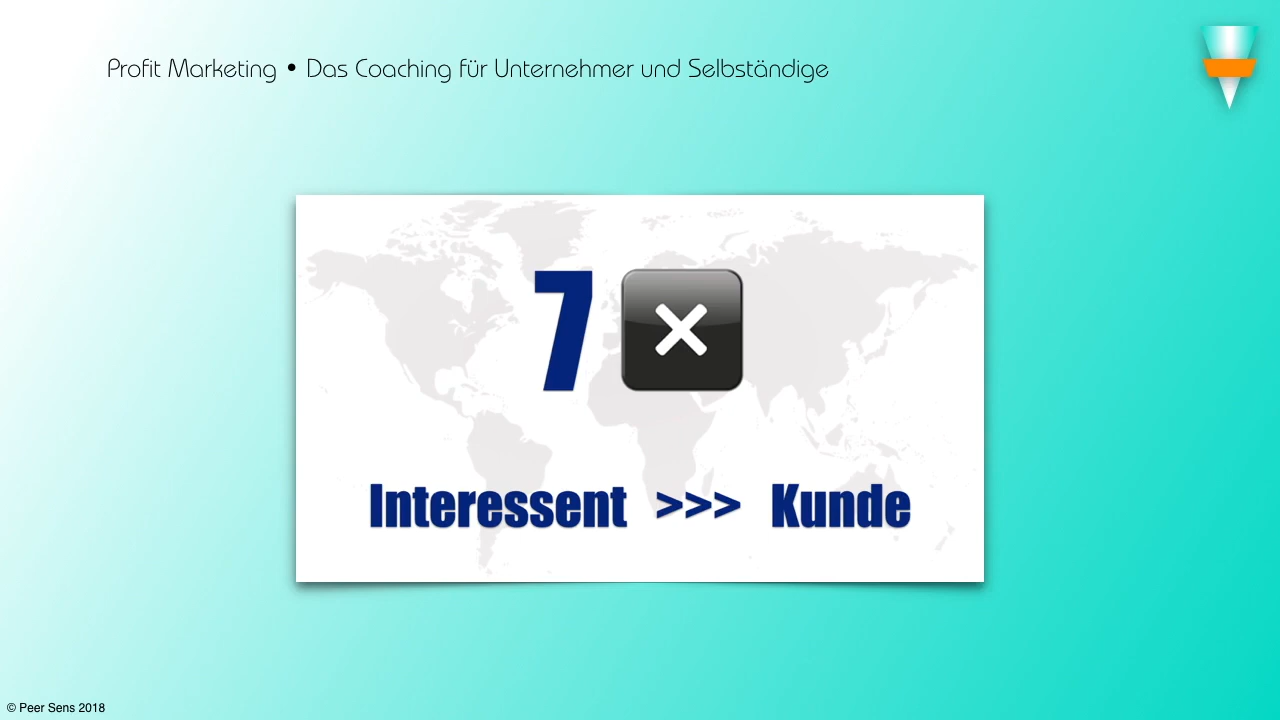 Profit Marketing • Das Coaching für Unternehmer und Selbständige
7 ×
Interessent >>> Kunde
© Peer Sens 2018